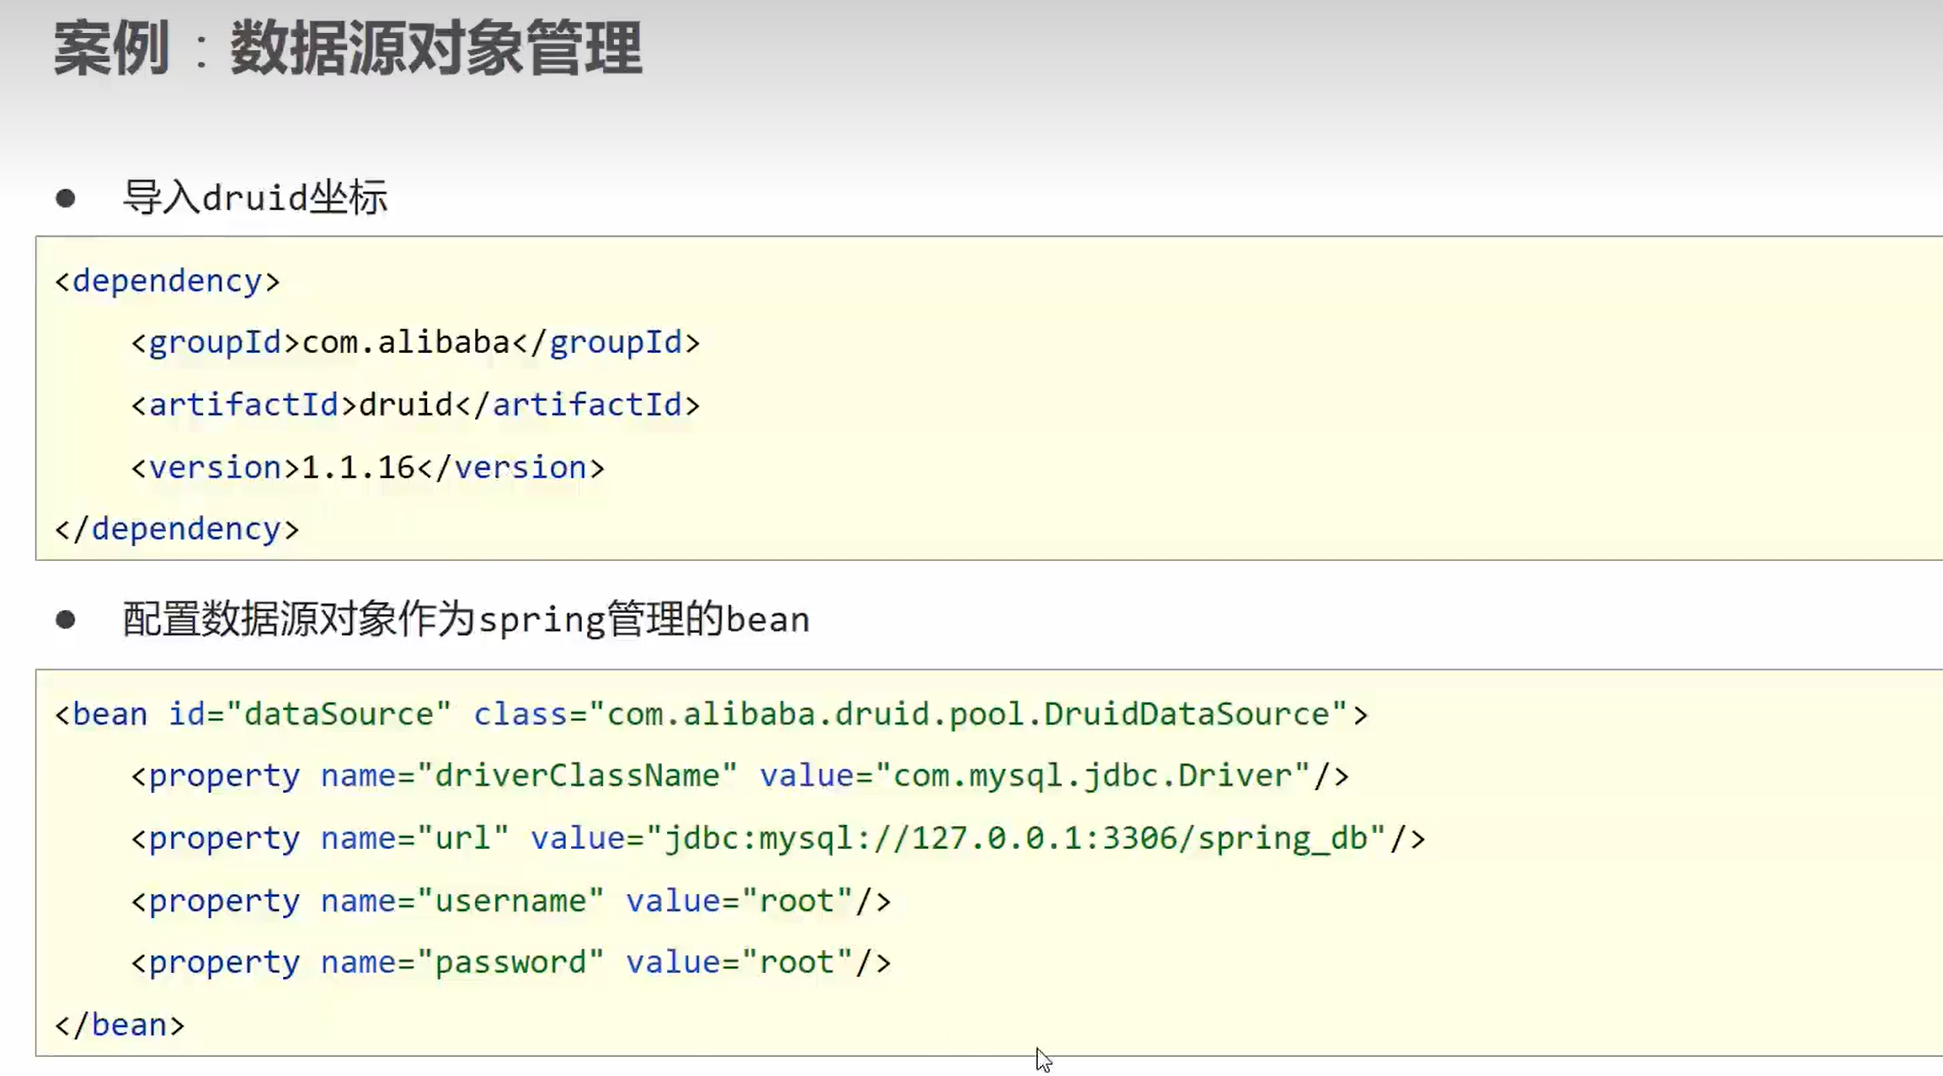 案例：数据源对象管理
● 导入druid坐标
<dependency>
    <groupId>com.alibaba</groupId>
    <artifactId>druid</artifactId>
    <version>1.1.16</version>
</dependency>
● 配置数据源对象作为spring管理的bean
<bean id="dataSource" class="com.alibaba.druid.pool.DruidDataSource">
    <property name="driverClassName" value="com.mysql.jdbc.Driver"/>
    <property name="url" value="jdbc:mysql://127.0.0.1:3306/spring_db"/>
    <property name="username" value="root"/>
    <property name="password" value="root"/>
</bean>